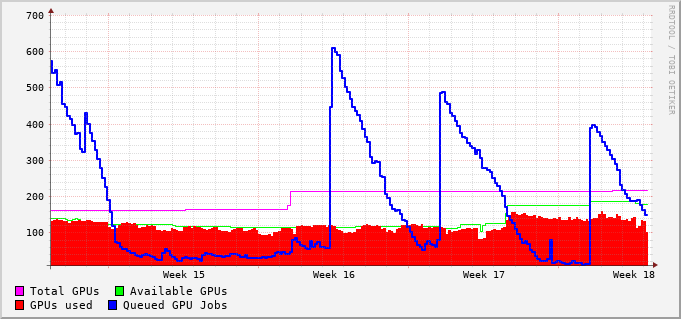 700
600
500
400
300
200
100
Week 15 Week 16 Week 17 Week 18
Total GPUs Available GPUs
GPUs used Queued GPU Jobs
RRDTOOL / TOBI OETIKER